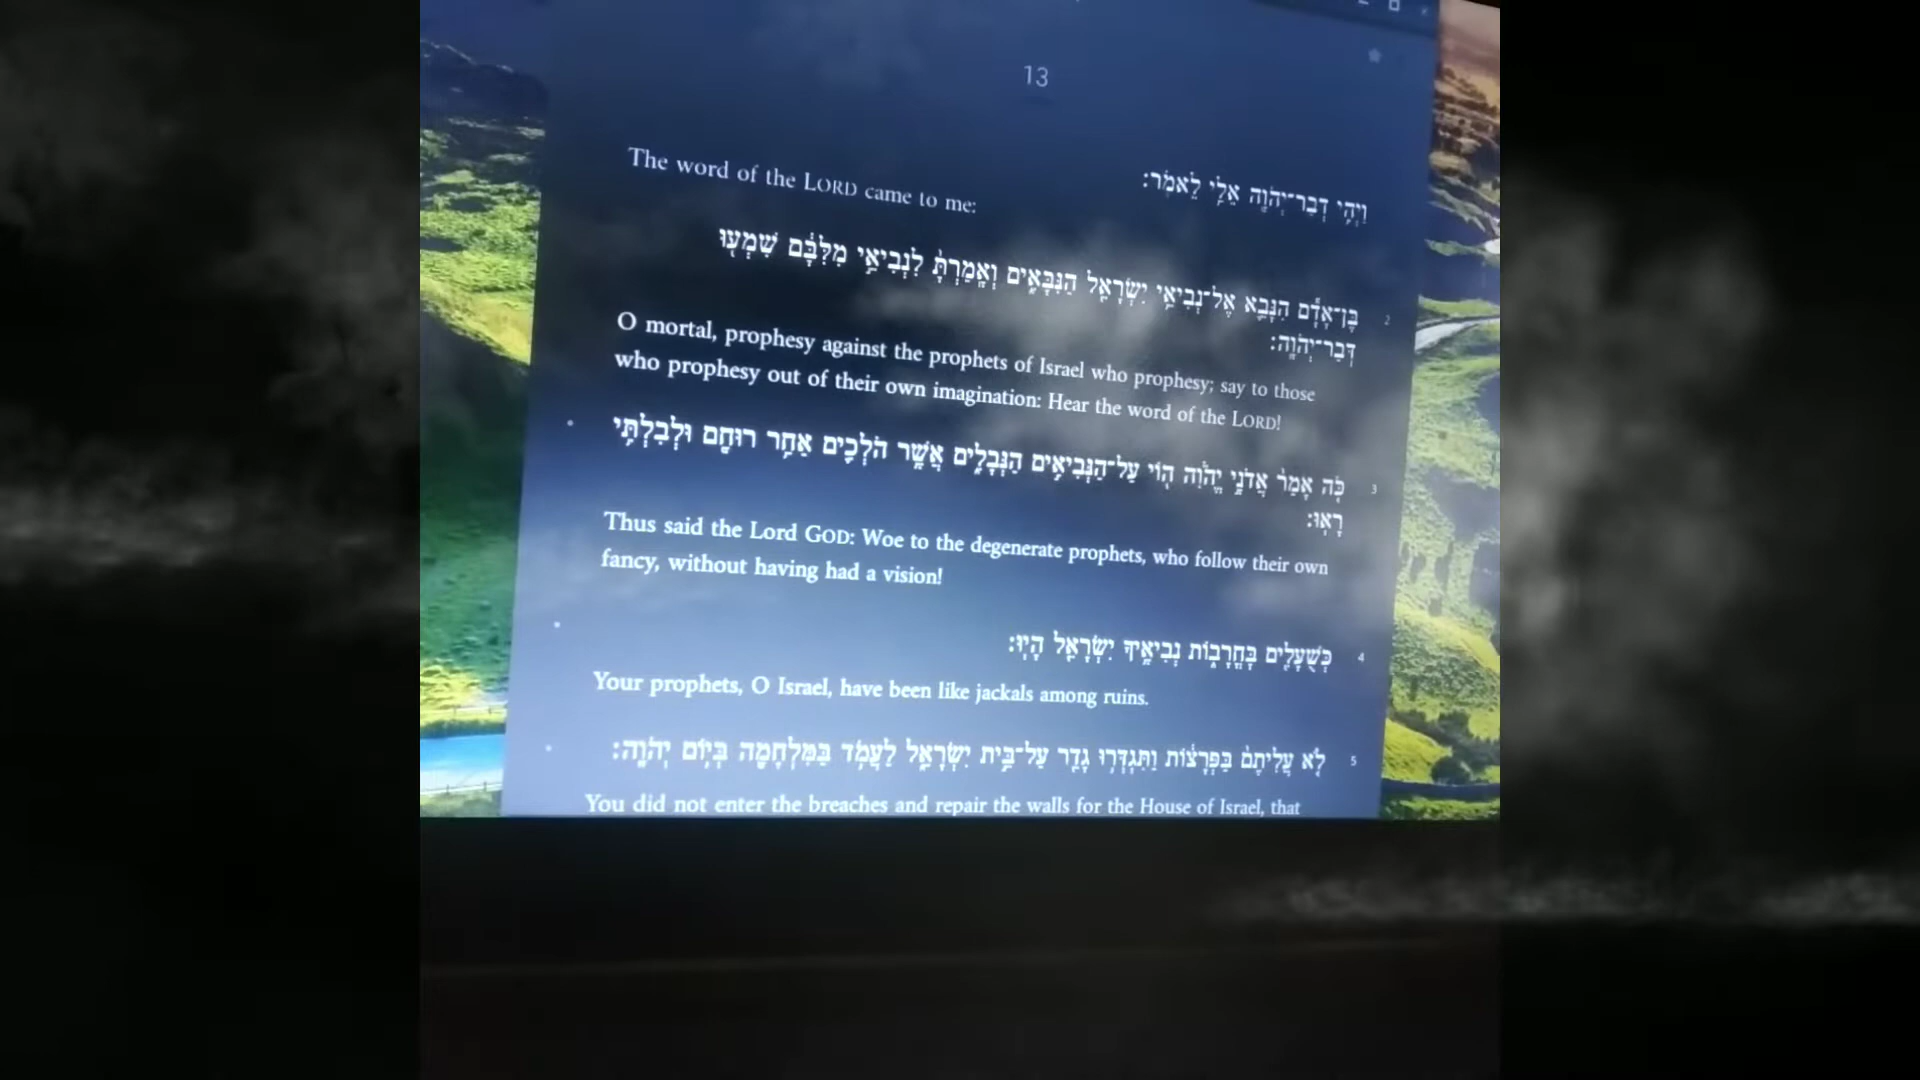 13
The word of the LORD came to me:
וַיְהִ֥י דְבַר־יְהֹוָ֖ה אֵלַ֥י לֵאמֹֽר׃
בֶּן־אָדָ֕ם הִנָּבֵ֛א אֶל־נְבִיאֵ֥י יִשְׂרָאֵ֖ל הַנִּבָּאִ֑ים וְאָֽמַרְתָּ֙ לִנְבִיאֵ֣י מִלִּבָּ֔ם שִׁמְע֖וּ
2
דְּבַר־יְהֹוָֽה׃
O mortal, prophesy against the prophets of Israel who prophesy; say to those
who prophesy out of their own imagination: Hear the word of the LORD!
כֹּ֤ה אָמַר֙ אֲדֹנָ֣י יֱהֹוִ֔ה ה֖וֹי עַל־הַנְּבִיאִ֣ים הַנְּבָלִ֑ים אֲשֶׁ֥ר הֹלְכִ֛ים אַחַ֥ר רוּחָ֖ם וּלְבִלְתִּ֥י
3
רָאֽוּ׃
Thus said the Lord GOD: Woe to the degenerate prophets, who follow their own
fancy, without having had a vision!
כְּשֻׁעָלִ֖ים בׇּחֳרָב֑וֹת נְבִיאֶ֥יךָ יִשְׂרָאֵ֖ל הָיֽוּ׃
4
Your prophets, O Israel, have been like jackals among ruins.
לֹ֤א עֲלִיתֶם֙ בַּפְּרָצ֔וֹת וַתִּגְדְּר֥וּ גָדֵ֖ר עַל־בֵּ֣ית יִשְׂרָאֵ֑ל לַעֲמֹ֥ד בַּמִּלְחָמָ֖ה בְּי֥וֹם יְהֹוָֽה׃
5
You did not enter the breaches and repair the walls for the House of Israel, that